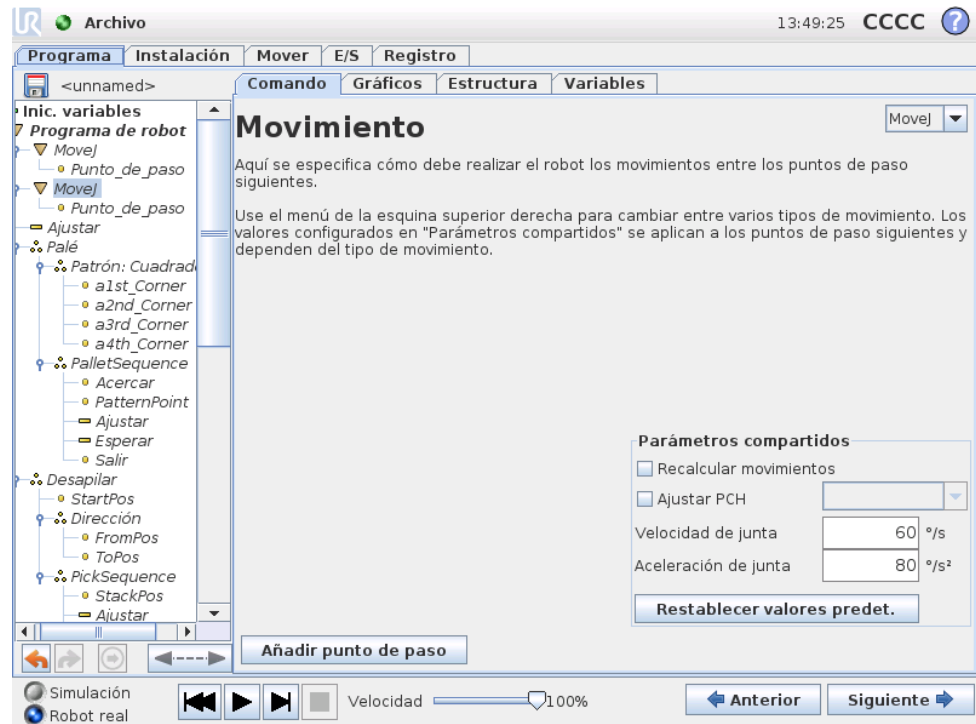 UR Archivo 13:49:25 CCCC ?
Programa Instalación Mover E/S Registro
<unnamed>
Comando Gráficos Estructura Variables
Inic. variables
Programa de robot
MoveJ
Punto_de_paso
MoveJ
Punto_de_paso
Ajustar
Palé
Patrón: Cuadrad
a1st_Corner
a2nd_Corner
a3rd_Corner
a4th_Corner
PalletSequence
Acercar
PatternPoint
Ajustar
Esperar
Salir
Desapilar
StartPos
Dirección
FromPos
ToPos
PickSequence
StackPos
Ajustar
Movimiento
MoveJ
Aquí se especifica cómo debe realizar el robot los movimientos entre los puntos de paso
siguientes.
Use el menú de la esquina superior derecha para cambiar entre varios tipos de movimiento. Los
valores configurados en "Parámetros compartidos" se aplican a los puntos de paso siguientes y
dependen del tipo de movimiento.
Parámetros compartidos
Recalcular movimientos
Ajustar PCH
Velocidad de junta 60 °/s
Aceleración de junta 80 °/s²
Restablecer valores predet.
Añadir punto de paso
Simulación
Robot real
Velocidad 100%
Anterior Siguiente